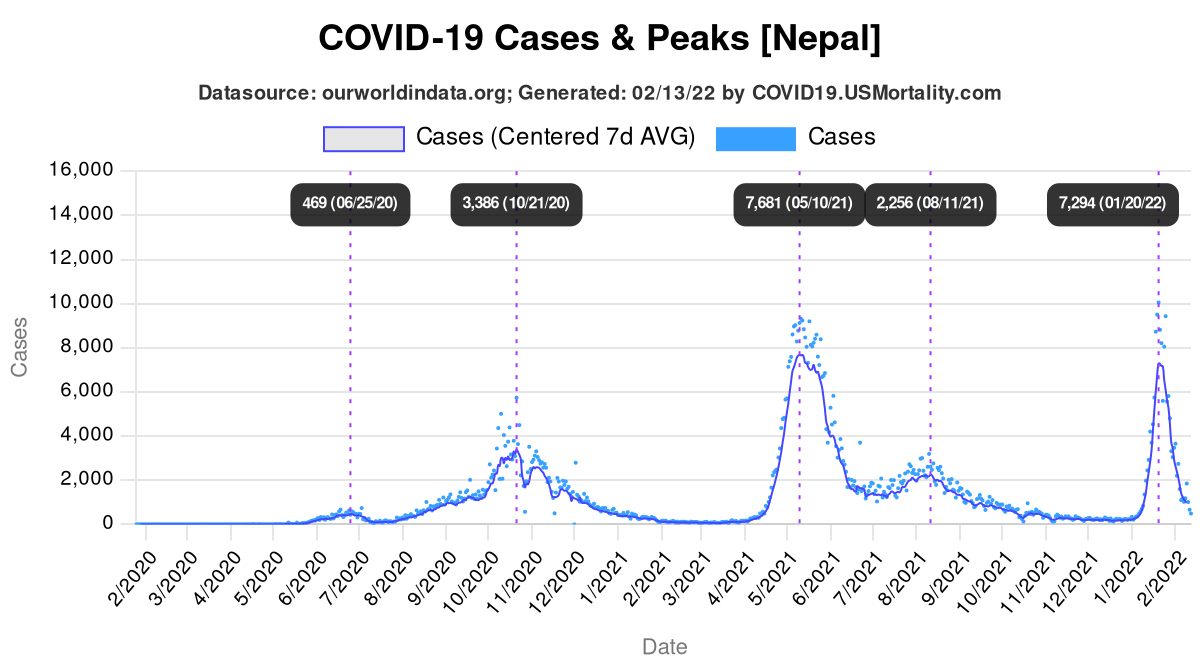 COVID-19 Cases & Peaks [Nepal]
Datasource: ourworldindata.org; Generated: 02/13/22 by COVID19.USMortality.com
Cases (Centered 7d AVG) Cases
16,000
14,000
12,000
10,000
8,000
6,000
4,000
2,000
0
Cases
469 (06/25/20) 3,386 (10/21/20) 7,681 (05/10/21) 2,256 (08/11/21) 7,294 (01/20/22)
2/2020 3/2020 4/2020 5/2020 6/2020 7/2020 8/2020 9/2020 10/2020 11/2020 12/2020 1/2021 2/2021 3/2021 4/2021 5/2021 6/2021 7/2021 8/2021 9/2021 10/2021 11/2021 12/2021 1/2022 2/2022
Date